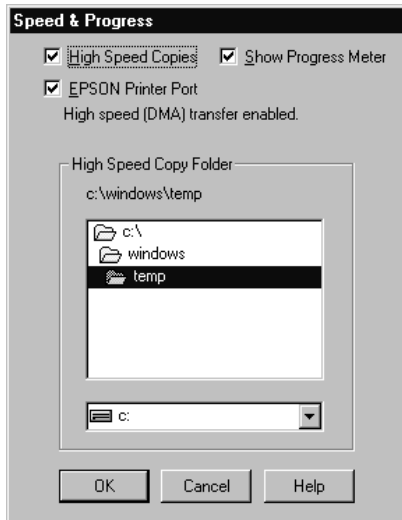 Speed & Progress
High Speed Copies Show Progress Meter
EPSON Printer Port
High speed (DMA) transfer enabled.
High Speed Copy Folder
c:\windows\temp
c:\
windows
temp
c:
OK Cancel Help